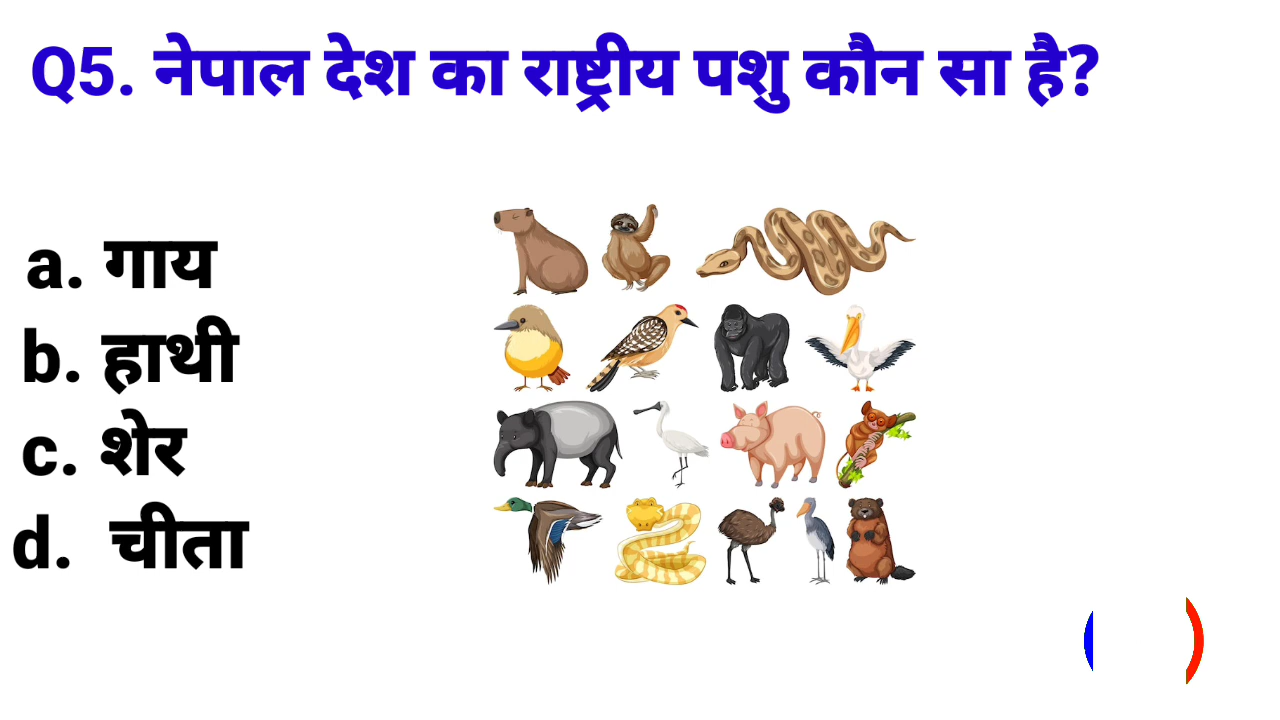 Q5. नेपाल देश का राष्ट्रीय पशु कौन सा है?
a. गाय
b. हाथी
c. शेर
d. चीता